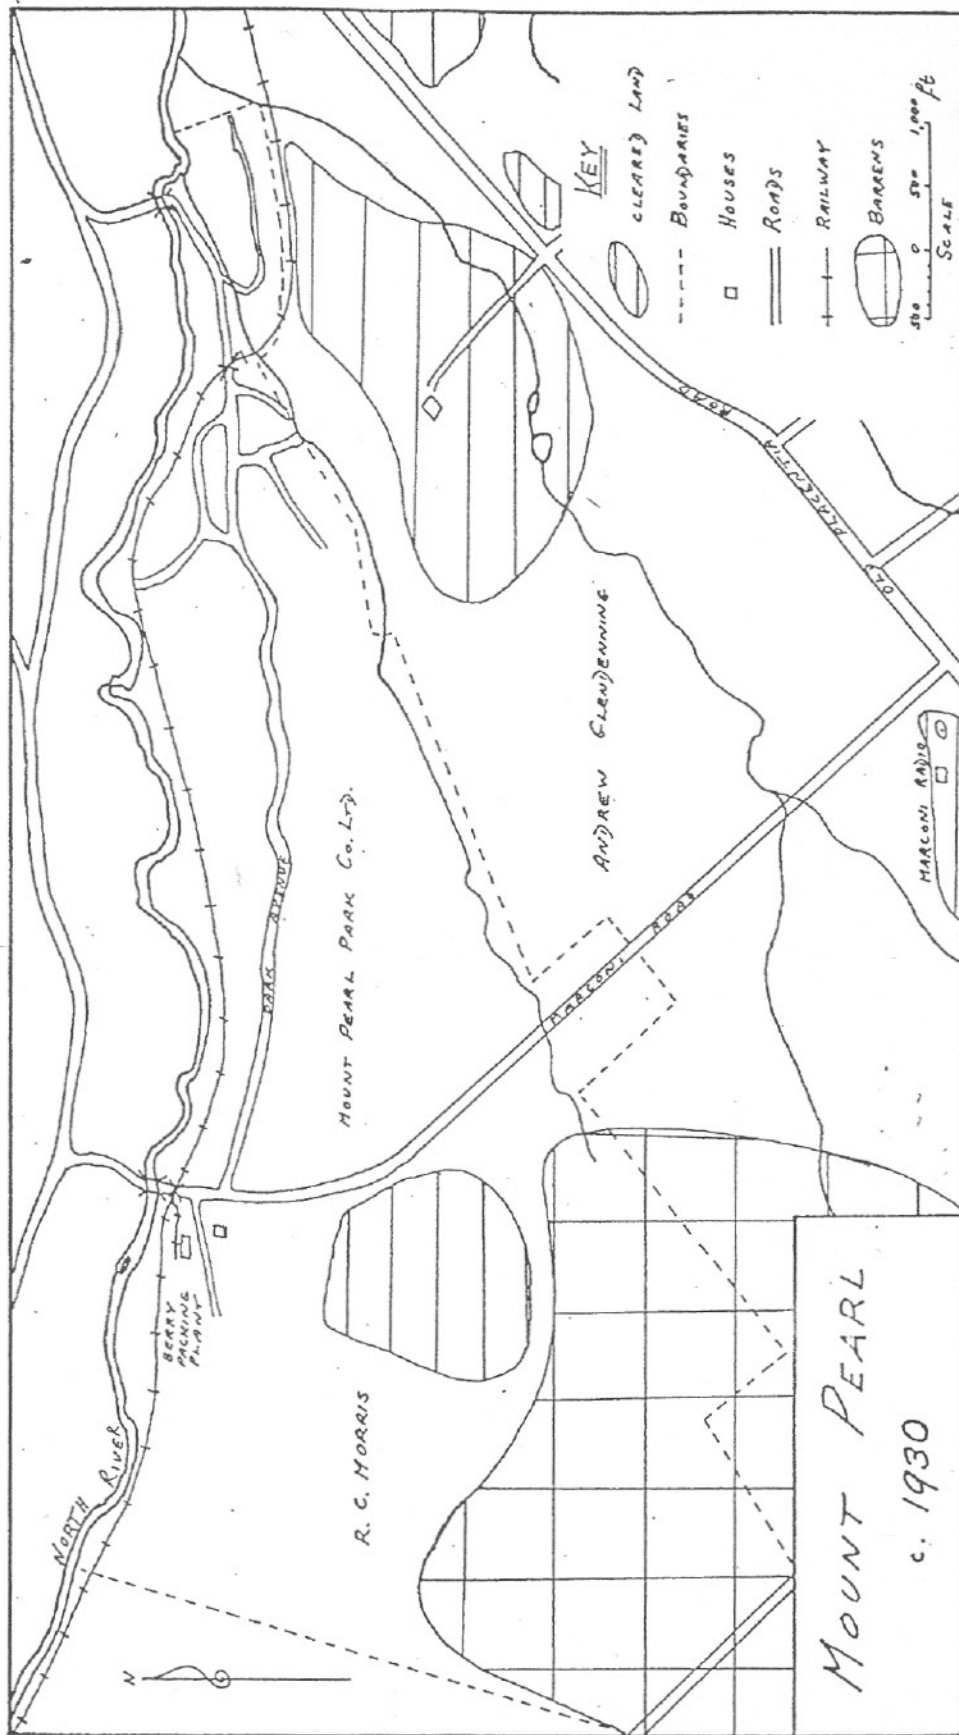 N
NORTH RIVER
BERRY
PACKING
PLANT
R. C. MORRIS
PARK AVENUE
MOUNT PEARL PARK CO. LTD.
MARCONI ROAD
ANDREW GLENDENNING
OLD PLACENTIA ROAD
MARCONI RADIO
KEY
CLEARED LAND
BOUNDARIES
HOUSES
ROADS
RAILWAY
BARRENS
500 0 500 1,000 ft
SCALE
MOUNT PEARL
c. 1930